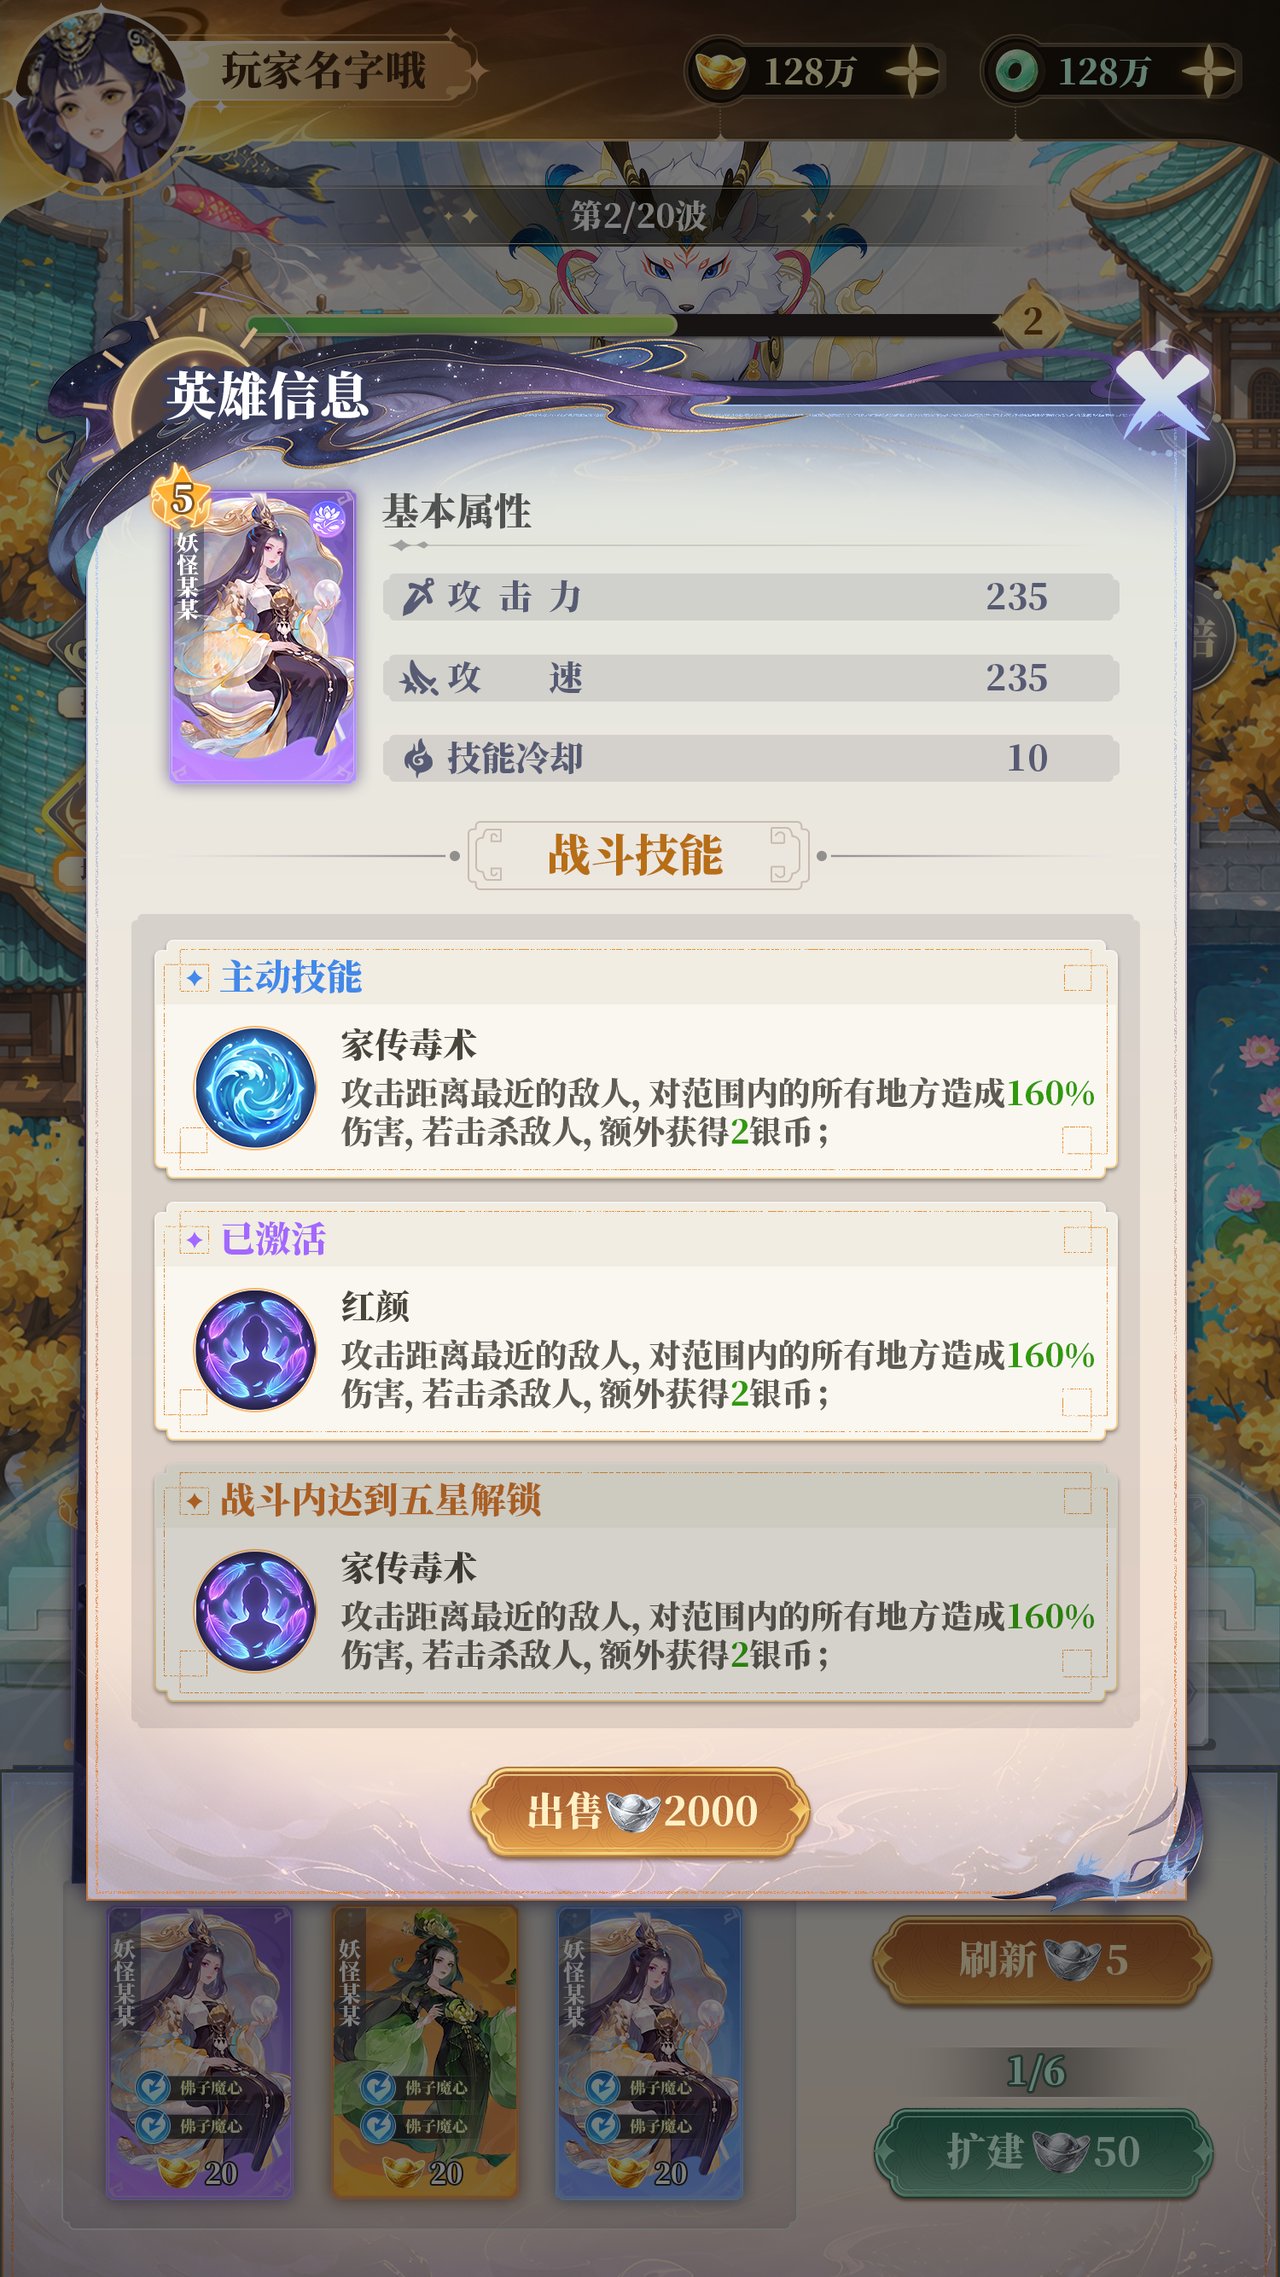 玩家名字哦
128万
128万
第2/20波
2
英雄信息
5
妖怪某某
基本属性
攻击力 235
攻速 235
技能冷却 10
倍
战斗技能
主动技能
家传毒术
攻击距离最近的敌人,对范围内的所有地方造成160%
伤害,若击杀敌人,额外获得2银币;
已激活
红颜
攻击距离最近的敌人,对范围内的所有地方造成160%
伤害,若击杀敌人,额外获得2银币;
战斗内达到五星解锁
家传毒术
攻击距离最近的敌人,对范围内的所有地方造成160%
伤害,若击杀敌人,额外获得2银币;
出售2000
妖怪某某
佛子魔心
佛子魔心
20
妖怪某某
佛子魔心
佛子魔心
20
妖怪某某
佛子魔心
佛子魔心
20
刷新5
1/6
扩建50